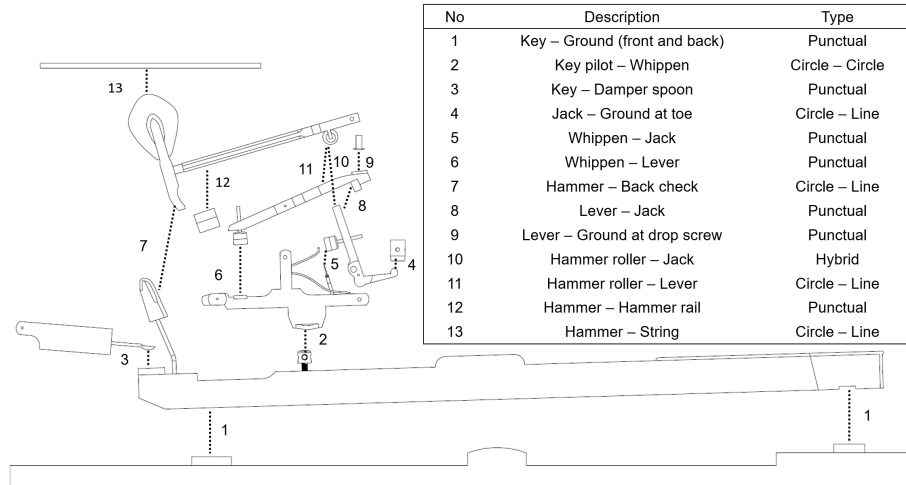 No Description Type
1 Key – Ground (front and back) Punctual
2 Key pilot – Whippen Circle – Circle
3 Key – Damper spoon Punctual
4 Jack – Ground at toe Circle – Line
5 Whippen – Jack Punctual
6 Whippen – Lever Punctual
7 Hammer – Back check Circle – Line
8 Lever – Jack Punctual
9 Lever – Ground at drop screw Punctual
10 Hammer roller – Jack Hybrid
11 Hammer roller – Lever Circle – Line
12 Hammer – Hammer rail Punctual
13 Hammer – String Circle – Line
13
11 10 9
12
8
7
6 5 4
2
3
1 1